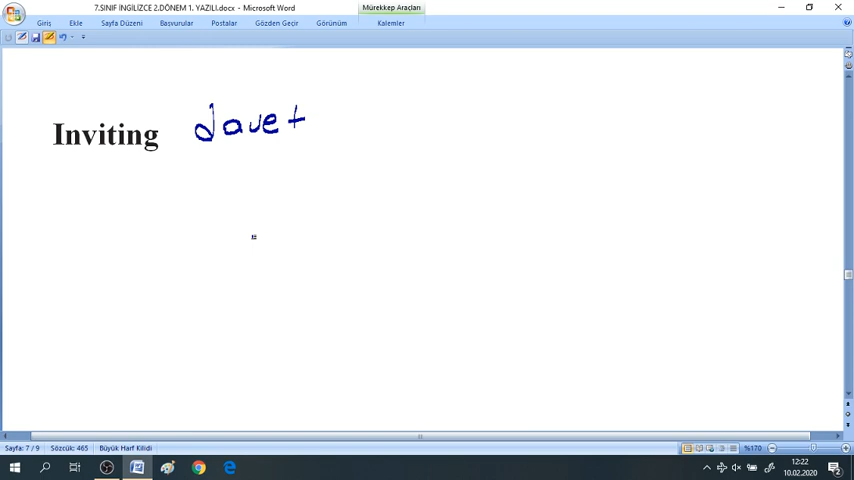 7.SINIF İNGİLİZCE 2.DÖNEM 1. YAZILI.docx - Microsoft Word
Mürekkep Araçları
Giriş Ekle Sayfa Düzeni Başvurular Postalar Gözden Geçir Görünüm Kalemler
Inviting davet
Sayfa: 7 / 9 Sözcük: 465 Büyük Harf Kilidi %170
12:22
10.02.2020
2